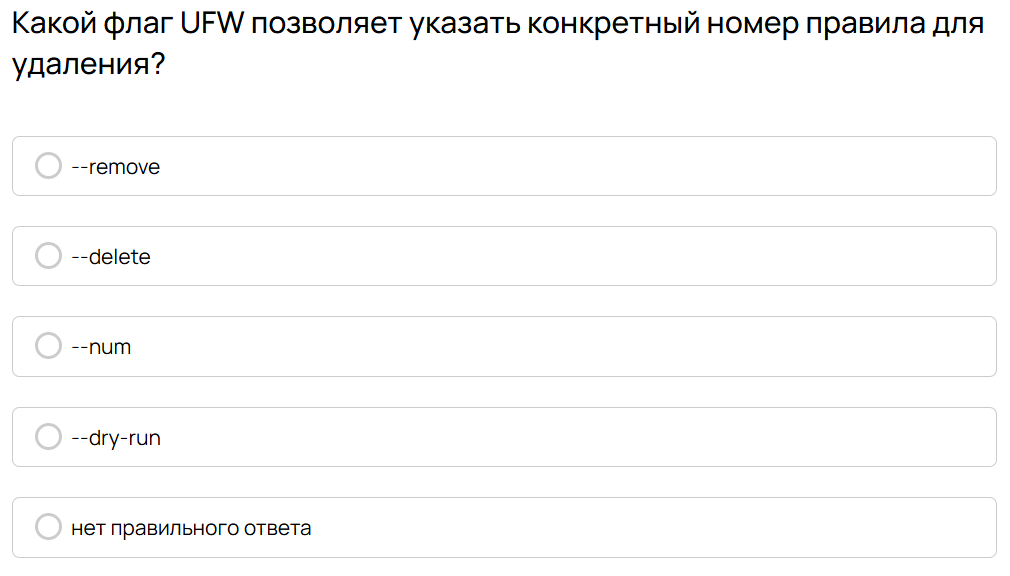 Какой флаг UFW позволяет указать конкретный номер правила для
удаления?
--remove
--delete
--num
--dry-run
нет правильного ответа